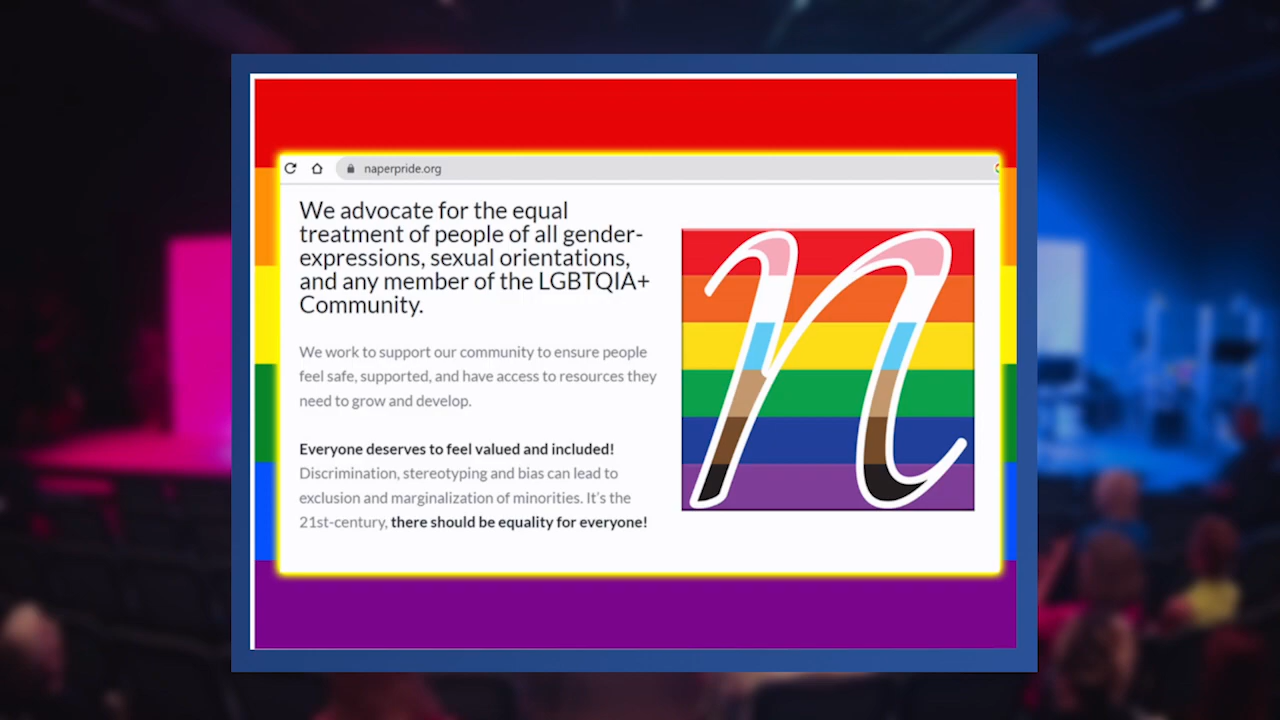 naperpride.org
We advocate for the equal
treatment of people of all gender-
expressions, sexual orientations,
and any member of the LGBTQIA+
Community.
We work to support our community to ensure people
feel safe, supported, and have access to resources they
need to grow and develop.
Everyone deserves to feel valued and included!
Discrimination, stereotyping and bias can lead to
exclusion and marginalization of minorities. It's the
21st-century, there should be equality for everyone!
n